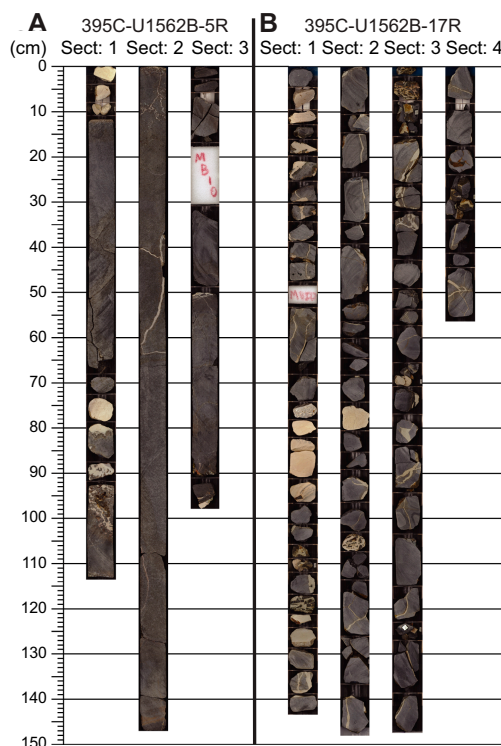 A 395C-U1562B-5R B 395C-U1562B-17R
(cm) Sect: 1 Sect: 2 Sect: 3 Sect: 1 Sect: 2 Sect: 3 Sect: 4
0
10
20
30
40
50
60
70
80
90
100
110
120
130
140
150
M
B
I
O
MBIO